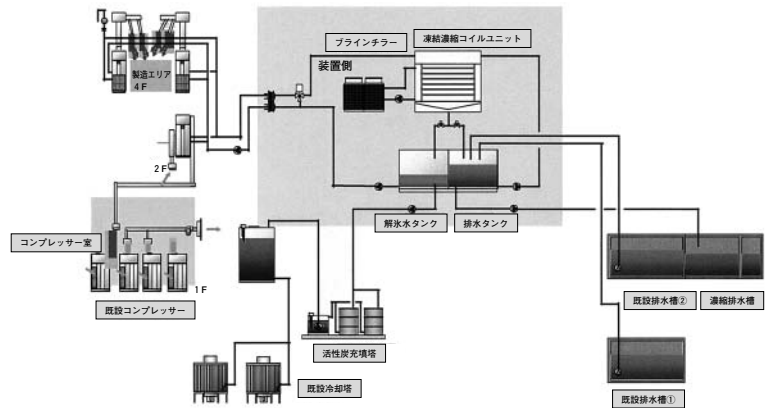 ブラインチラー
凍結濃縮コイルユニット
装置側
製造エリア
4F
2F
解氷水タンク
排水タンク
コンプレッサー室
1F
既設コンプレッサー
既設排水槽②
濃縮排水槽
活性炭充填塔
既設冷却塔
既設排水槽①